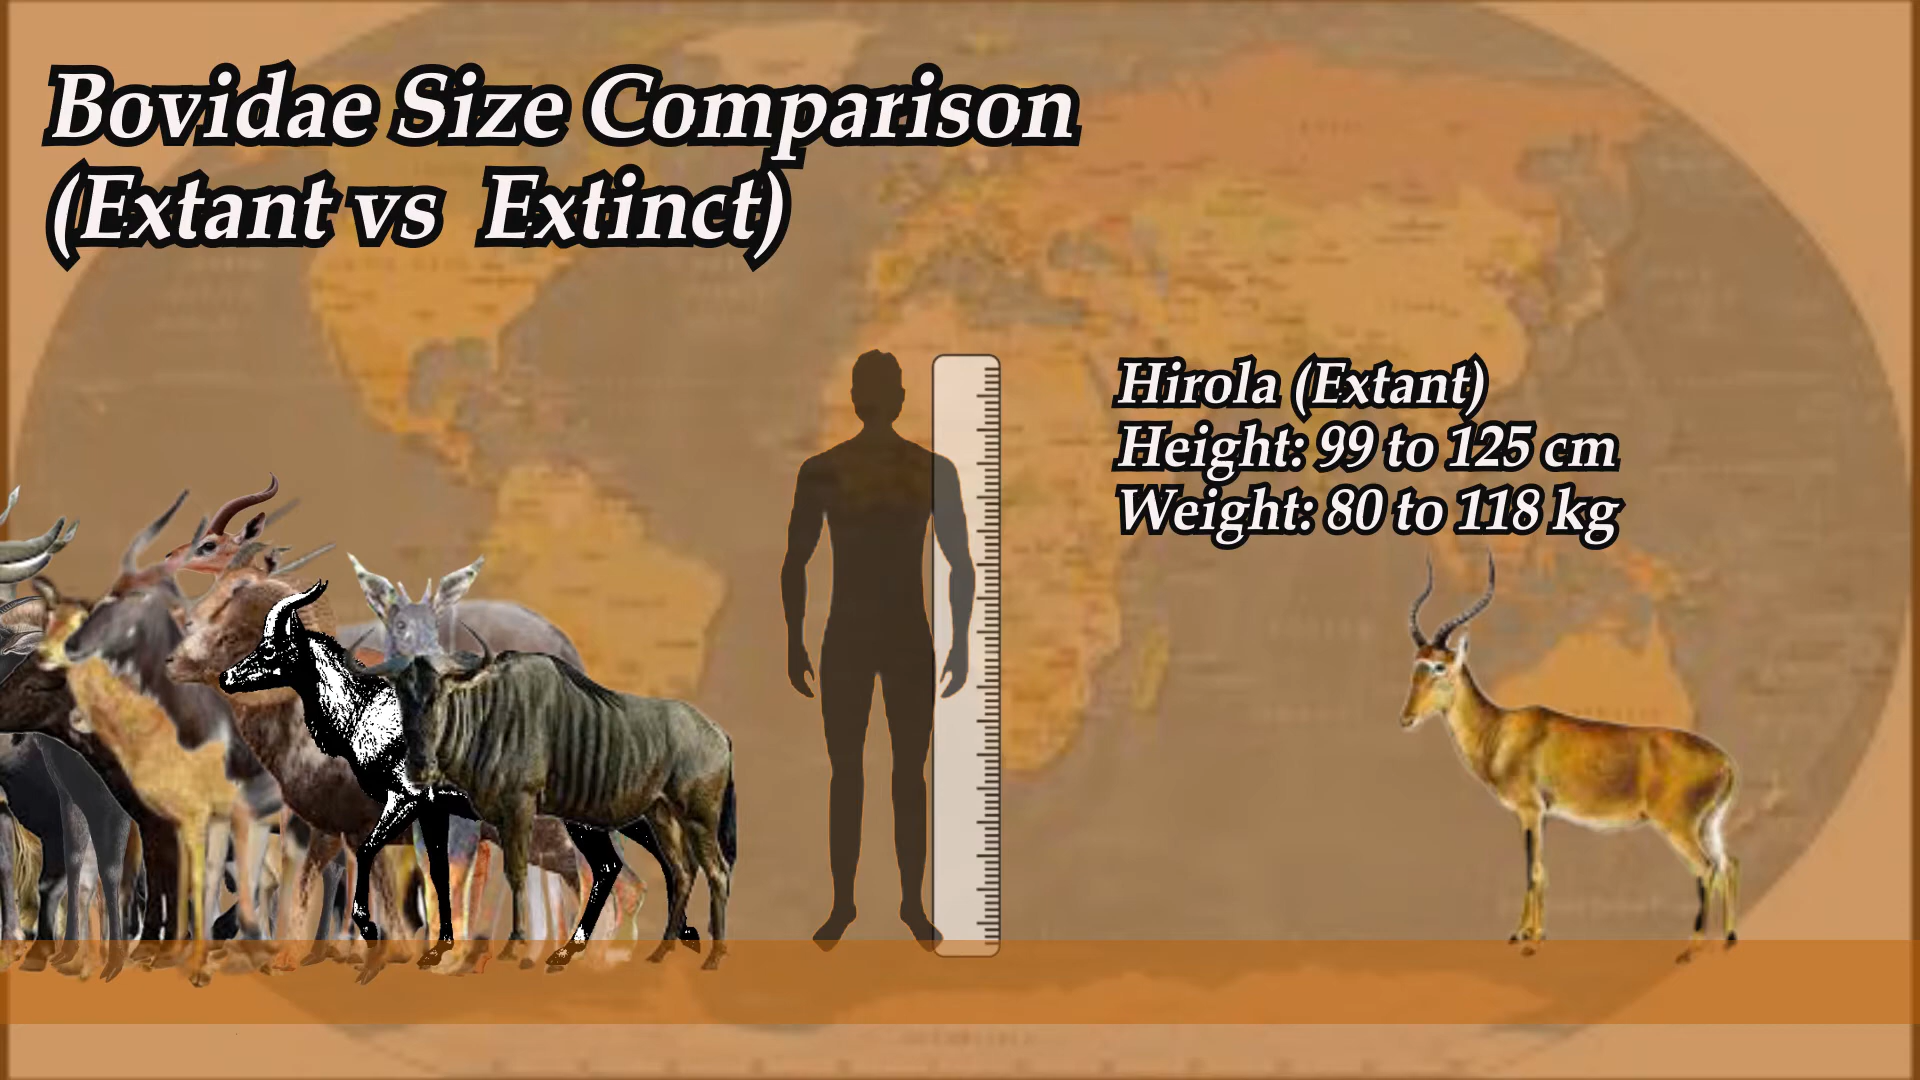 Bovidae Size Comparison
(Extant vs Extinct)
Hirola (Extant)
Height: 99 to 125 cm
Weight: 80 to 118 kg